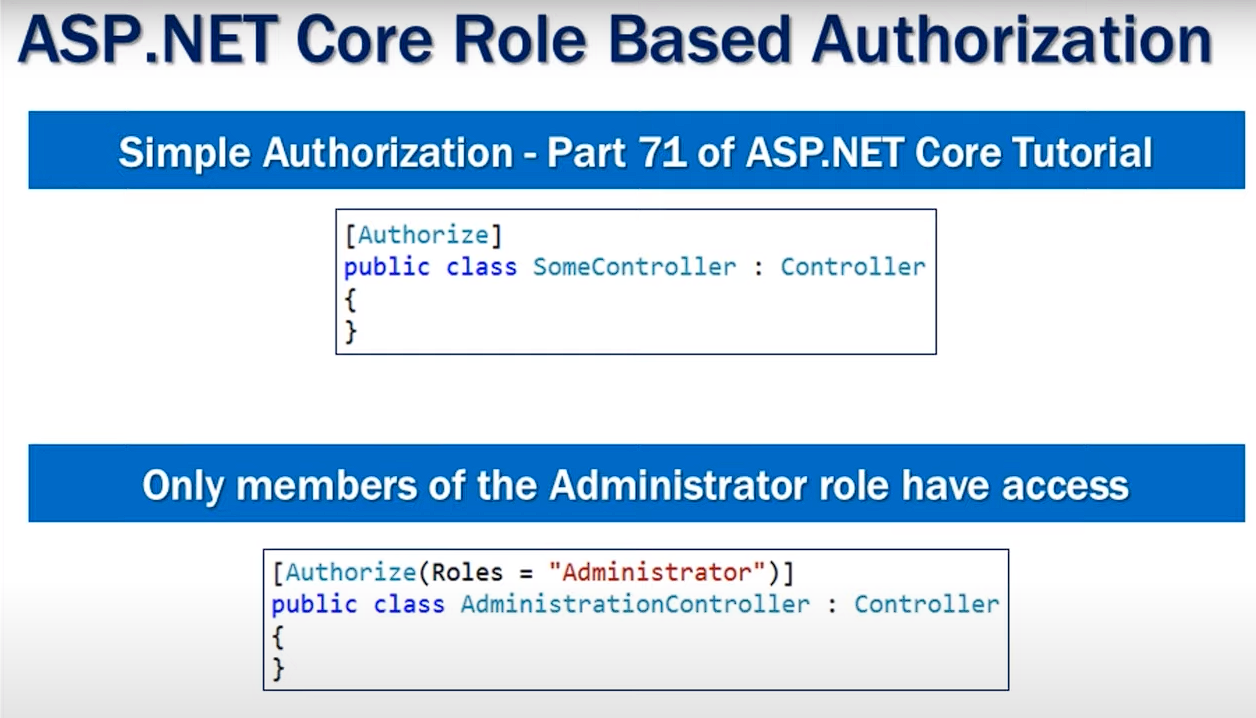 ASP.NET Core Role Based Authorization
Simple Authorization - Part 71 of ASP.NET Core Tutorial
[Authorize]
public class SomeController : Controller
{
}
Only members of the Administrator role have access
[Authorize(Roles = "Administrator")]
public class AdministrationController : Controller
{
}